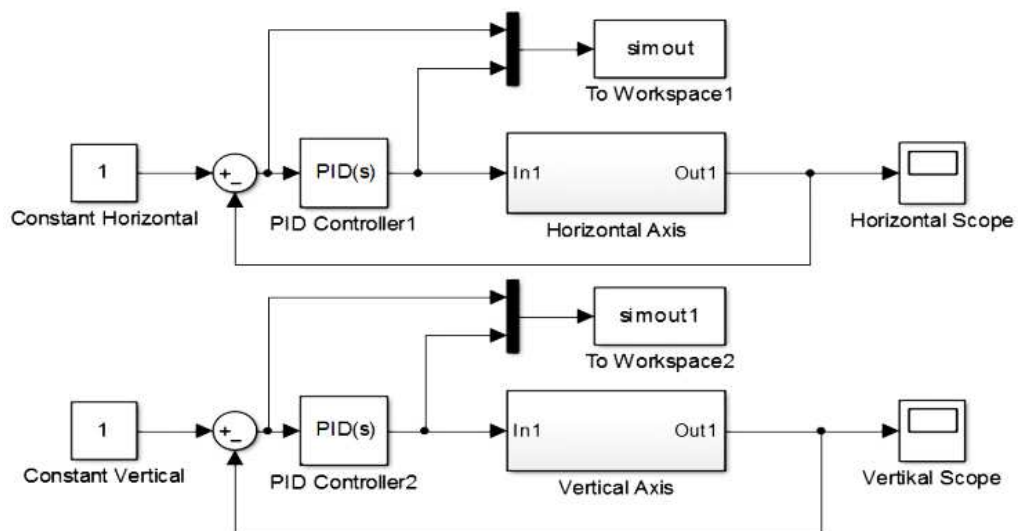 simout
To Workspace1
1
+
_
PID(s)
In1
Out1
Constant Horizontal
PID Controller1
Horizontal Axis
Horizontal Scope
simout1
To Workspace2
1
+
_
PID(s)
In1
Out1
Constant Vertical
PID Controller2
Vertical Axis
Vertikal Scope